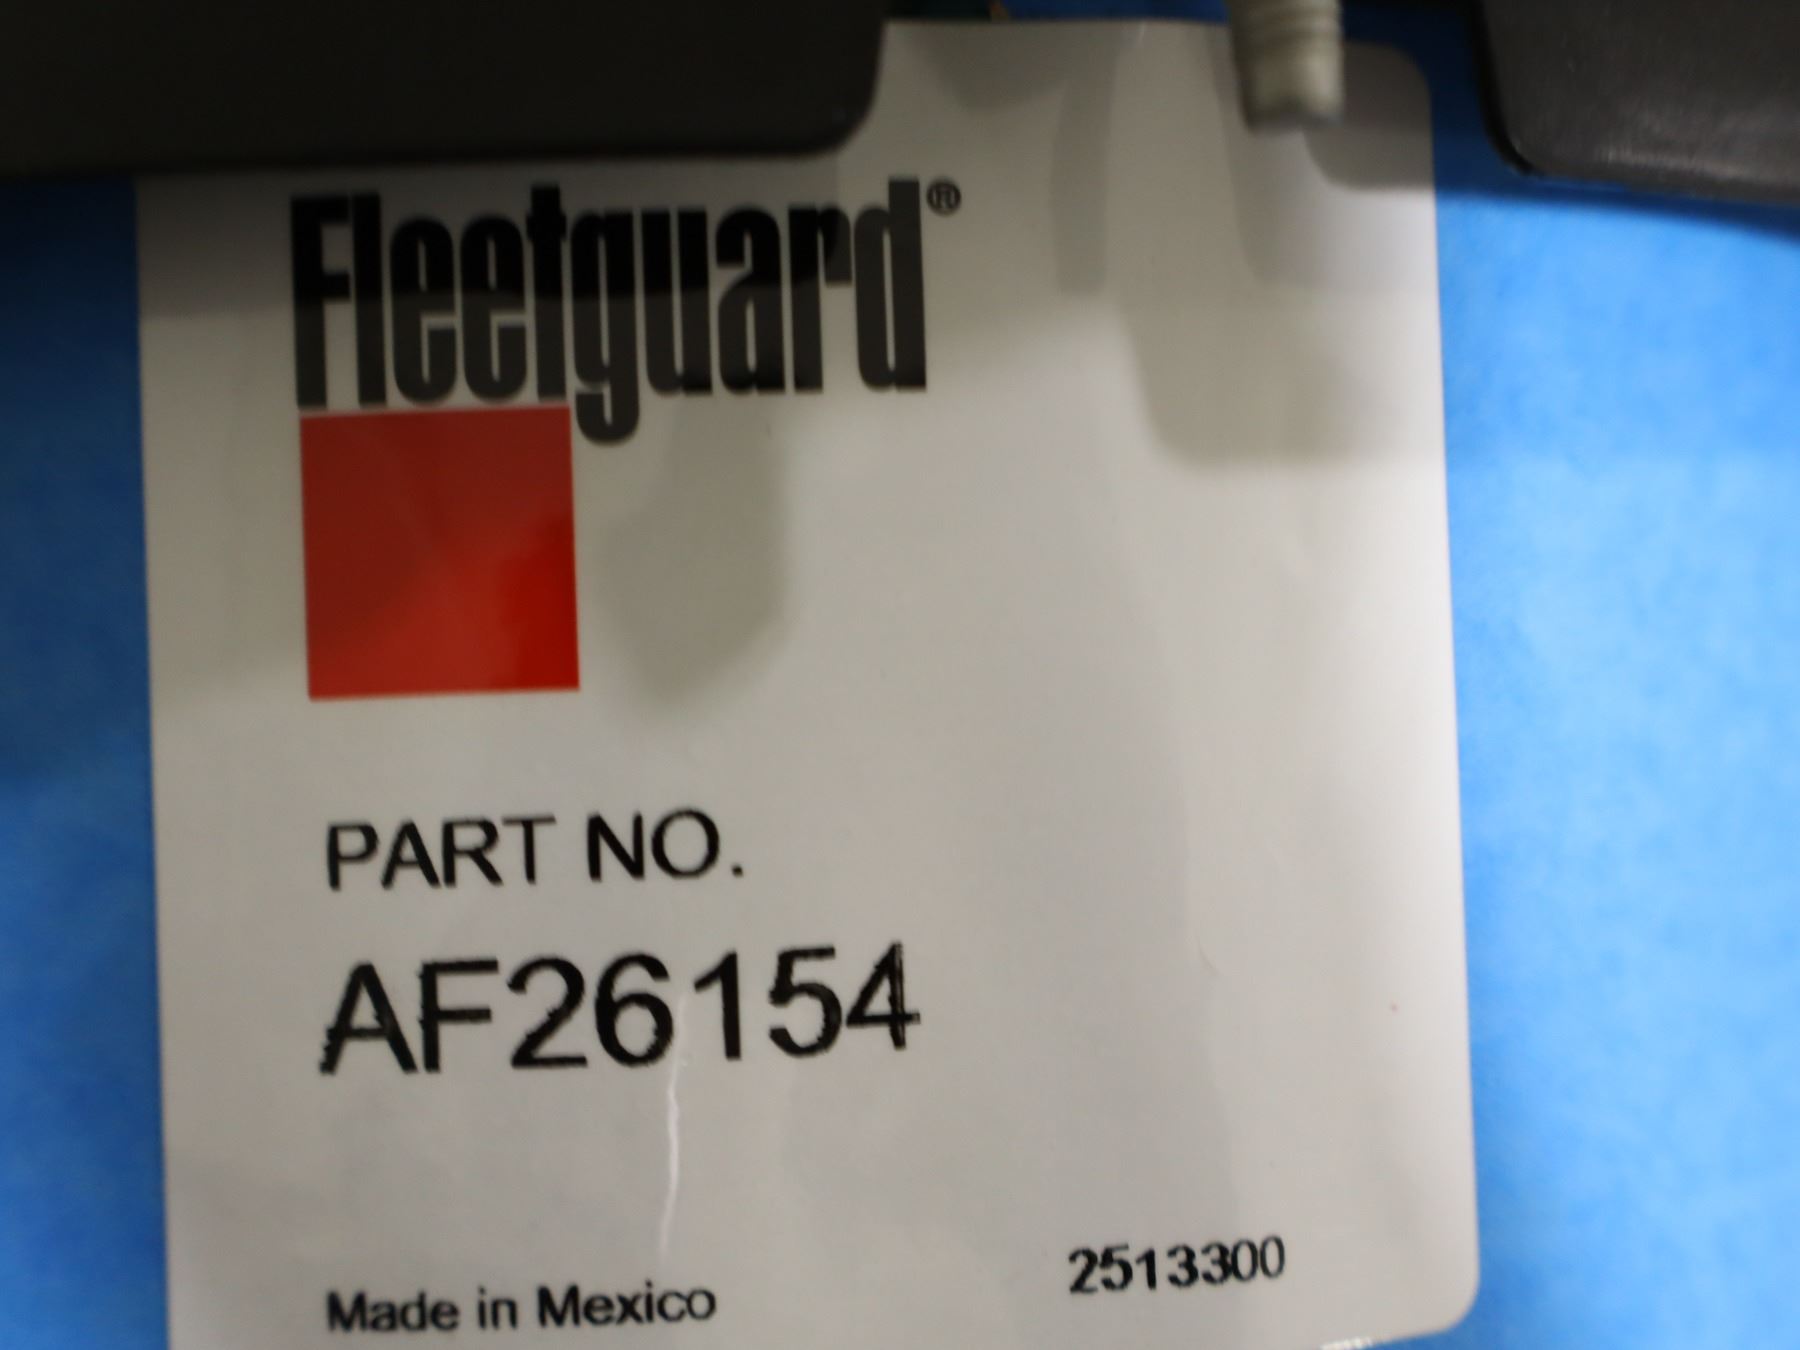 Fleetguard®
PART NO.
AF26154
2513300
Made in Mexico